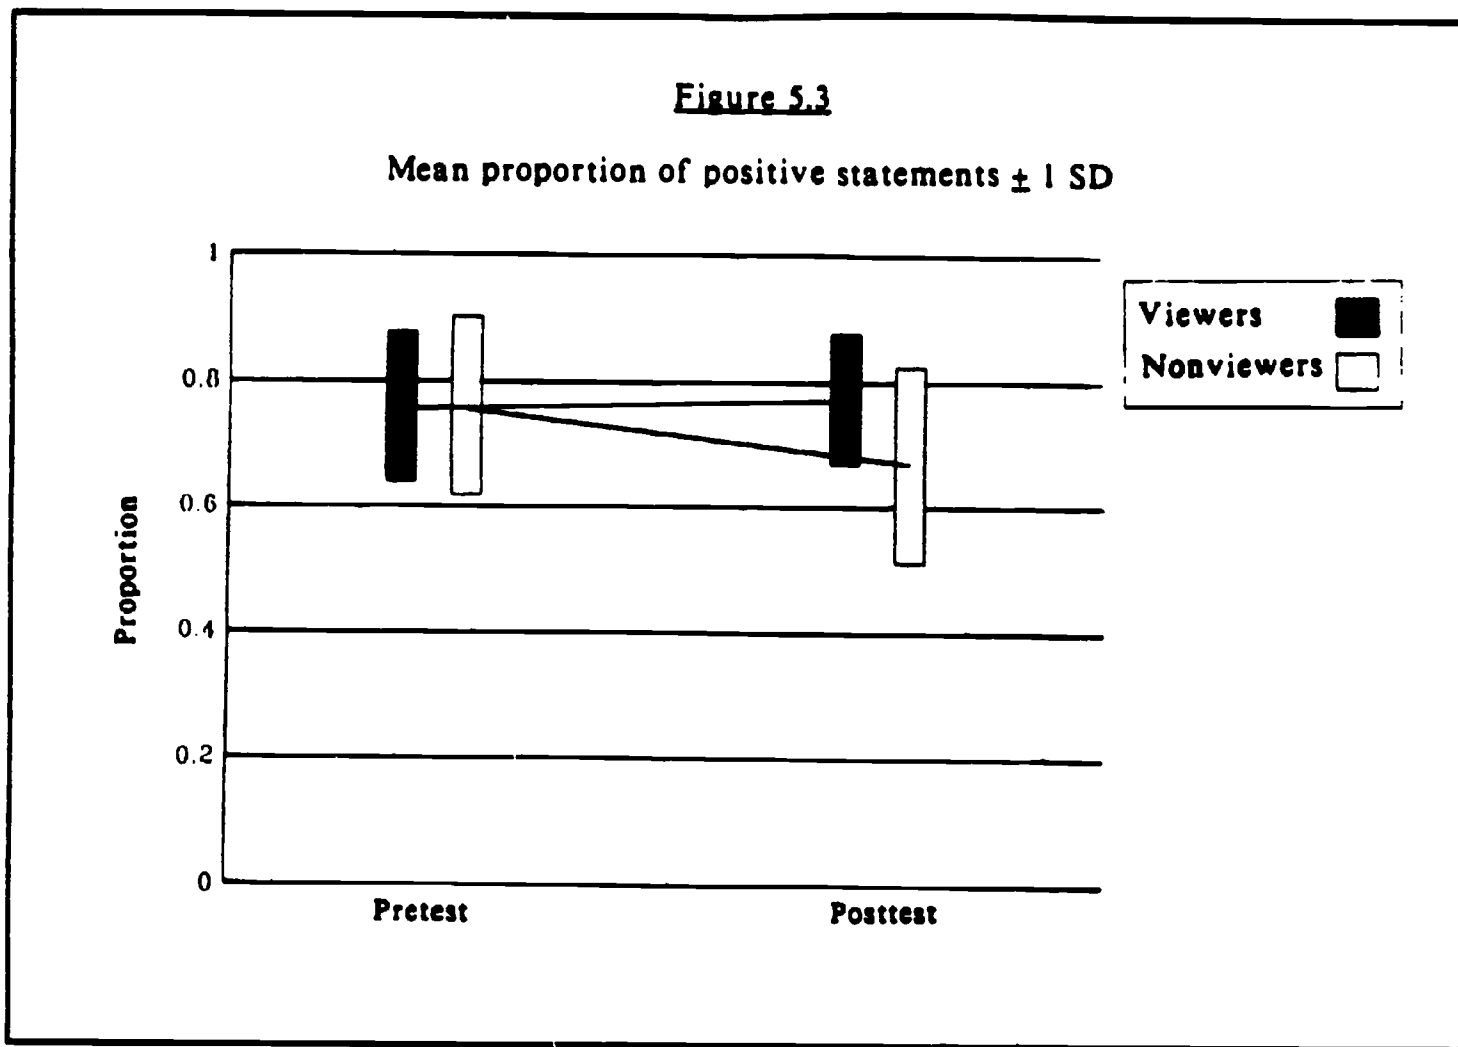 Figure 5.3
Mean proportion of positive statements ± 1 SD
1
0.8
0.6
0.4
0.2
0
Proportion
Pretest
Posttest
Viewers
Nonviewers